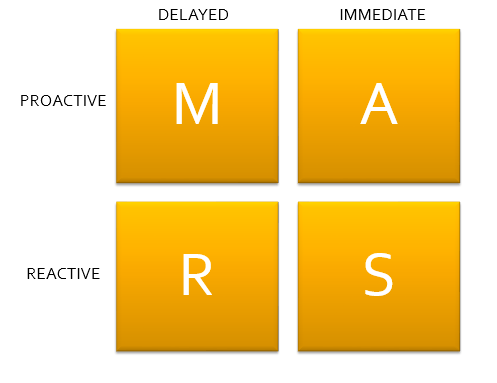 DELAYED IMMEDIATE
PROACTIVE M A
REACTIVE R S